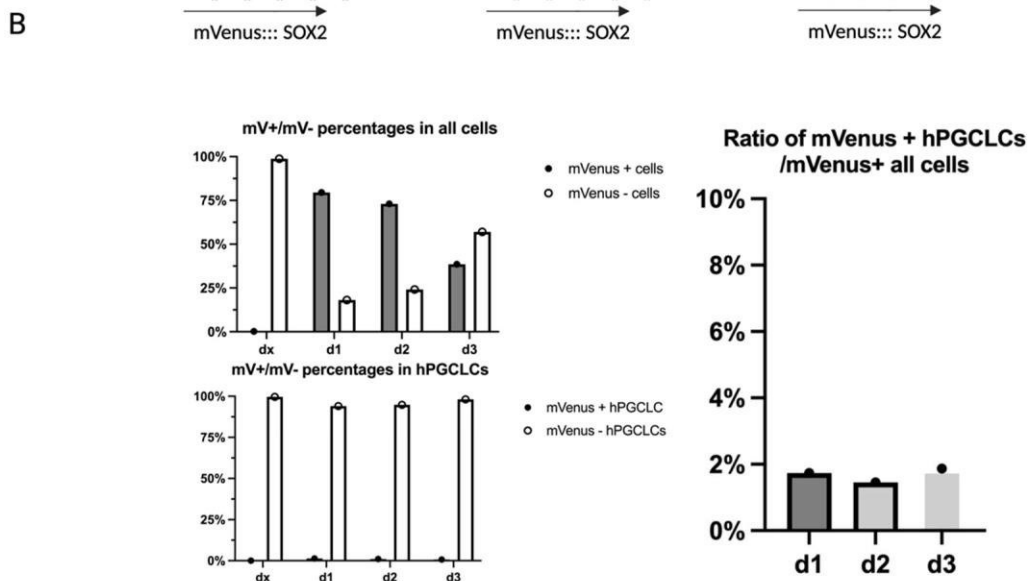 B
mVenus::: SOX2
mVenus::: SOX2
mVenus::: SOX2
mV+/mV- percentages in all cells
100%
75%
50%
25%
0%
dx
d1
d2
d3
mVenus + cells
mVenus - cells
mV+/mV- percentages in hPGCLCs
100%
75%
50%
25%
0%
dx
d1
d2
d3
mVenus + hPGCLC
mVenus - hPGCLCs
Ratio of mVenus + hPGCLCs
/mVenus+ all cells
10%
8%
6%
4%
2%
0%
d1
d2
d3